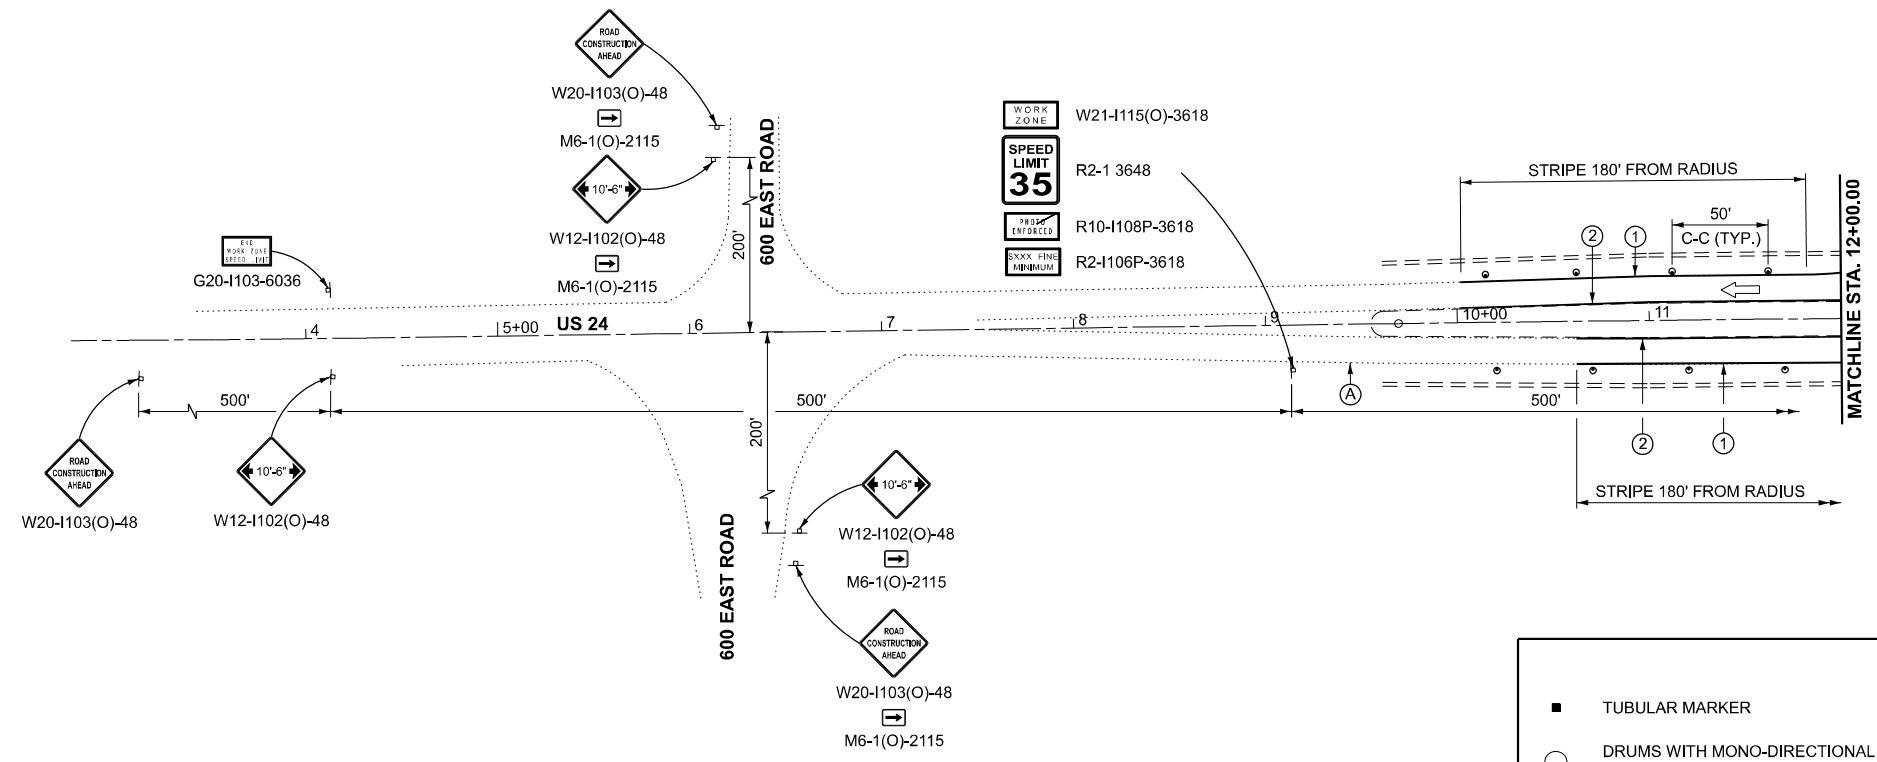 ROAD
CONSTRUCTION
AHEAD
W20-I103(O)-48
M6-1(O)-2115
10'-6"
W12-I102(O)-48
M6-1(O)-2115
END
WORK ZONE
SPEED LIMIT
G20-I103-6036
600 EAST ROAD
200'
WORK
ZONE
W21-I115(O)-3618
SPEED
LIMIT
35
R2-1 3648
PHOTO
ENFORCED
R10-I108P-3618
$XXX FINE
MINIMUM
R2-I106P-3618
STRIPE 180' FROM RADIUS
50'
C-C (TYP.)
2
1
MATCHLINE STA. 12+00.00
4
5+00
US 24
6
7
8
9
10+00
11
A
500'
500'
500'
200'
2
1
STRIPE 180' FROM RADIUS
ROAD
CONSTRUCTION
AHEAD
W20-I103(O)-48
10'-6"
W12-I102(O)-48
600 EAST ROAD
10'-6"
W12-I102(O)-48
M6-1(O)-2115
ROAD
CONSTRUCTION
AHEAD
W20-I103(O)-48
M6-1(O)-2115
TUBULAR MARKER
DRUMS WITH MONO-DIRECTIONAL